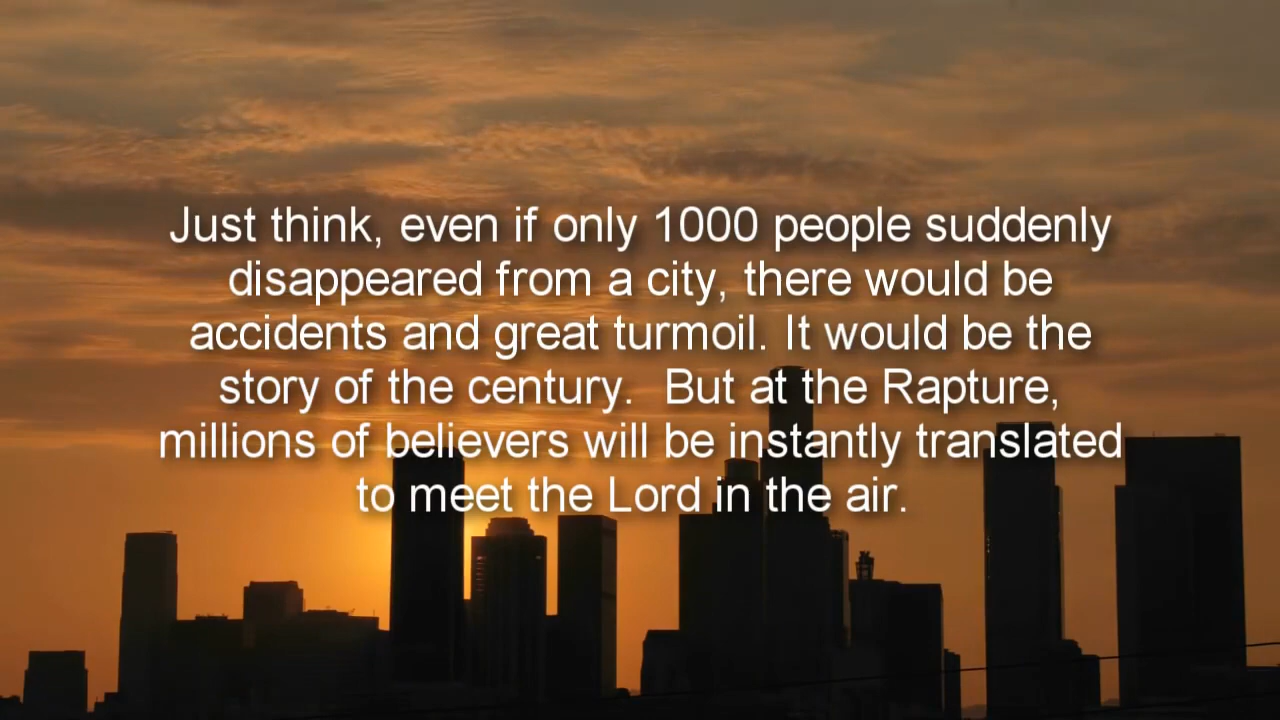 Just think, even if only 1000 people suddenly
disappeared from a city, there would be
accidents and great turmoil. It would be the
story of the century.  But at the Rapture,
millions of believers will be instantly translated
to meet the Lord in the air.